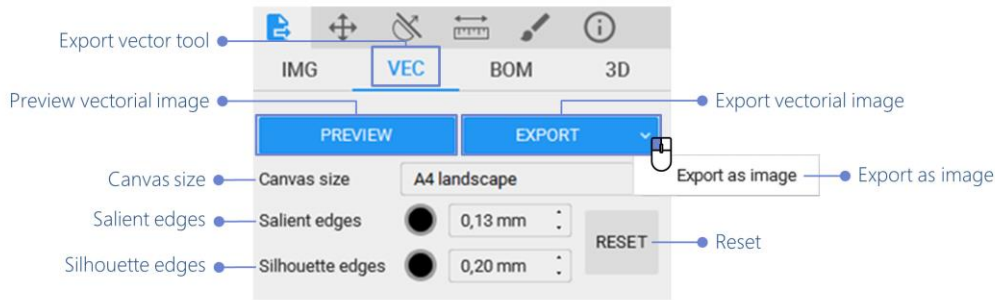 Export vector tool
IMG VEC BOM 3D
Preview vectorial image
Export vectorial image
PREVIEW EXPORT
Export as image
Export as image
Canvas size
Canvas size A4 landscape
Salient edges
Salient edges 0,13 mm
RESET
Reset
Silhouette edges
Silhouette edges 0,20 mm